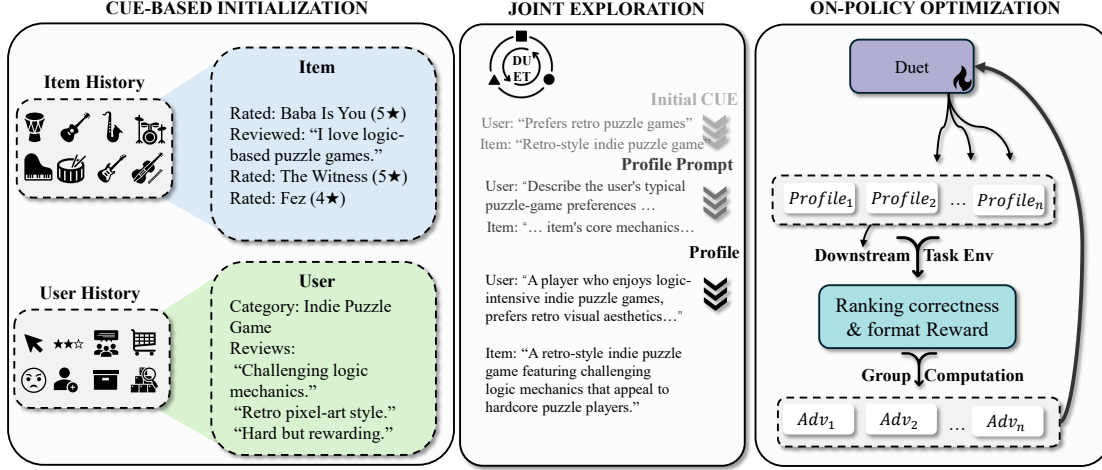 CUE-BASED INITIALIZATION
Item History
Item
Rated: Baba Is You (5★)
Reviewed: “I love logic-
based puzzle games.”
Rated: The Witness (5★)
Rated: Fez (4★)
User History
User
Category: Indie Puzzle
Game
Reviews:
“Challenging logic
mechanics.”
“Retro pixel-art style.”
“Hard but rewarding.”
JOINT EXPLORATION
DU
ET
Initial CUE
User: “Prefers retro puzzle games”
Item: “Retro-style indie puzzle game”
Profile Prompt
User: “Describe the user's typical
puzzle-game preferences …
Item: “… item's core mechanics…
Profile
User: “A player who enjoys logic-
intensive indie puzzle games,
prefers retro visual aesthetics…”
Item: “A retro-style indie puzzle
game featuring challenging
logic mechanics that appeal to
hardcore puzzle players.”
ON-POLICY OPTIMIZATION
Duet
Profile1 Profile2 … Profilen
Downstream Task Env
Ranking correctness
& format Reward
Group Computation
Adv1 Adv2 … Advn